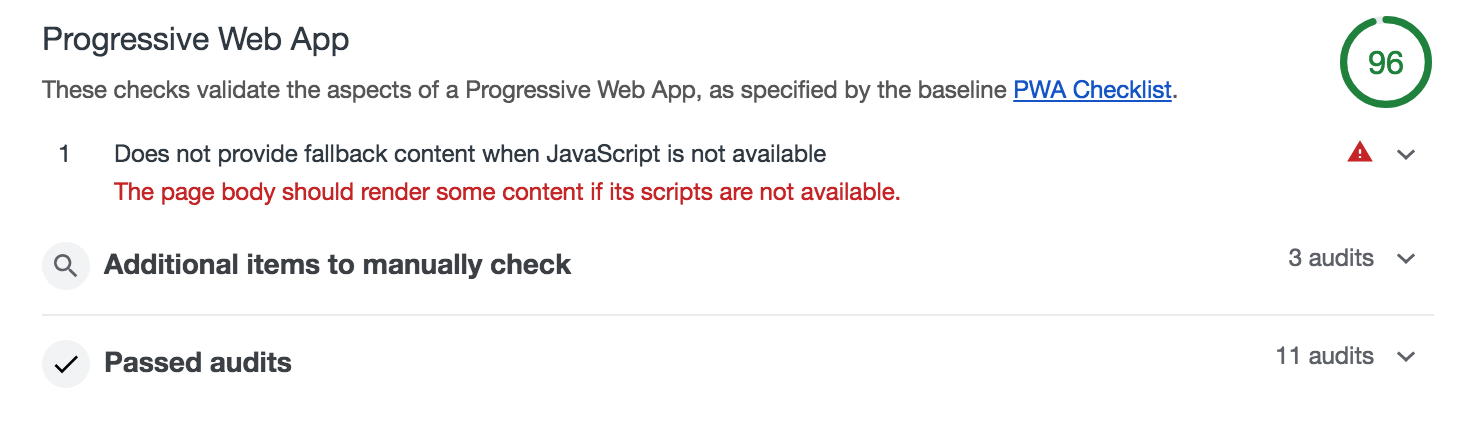 Progressive Web App
96
These checks validate the aspects of a Progressive Web App, as specified by the baseline PWA Checklist.
1 Does not provide fallback content when JavaScript is not available
The page body should render some content if its scripts are not available.
Additional items to manually check 3 audits
Passed audits 11 audits